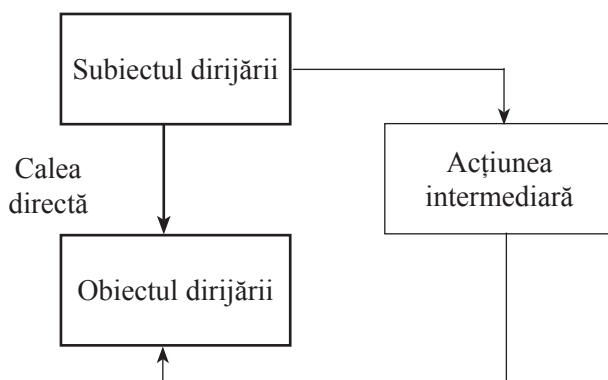 Subiectul dirijării
Calea
directă
Acțiunea
intermediară
Obiectul dirijării